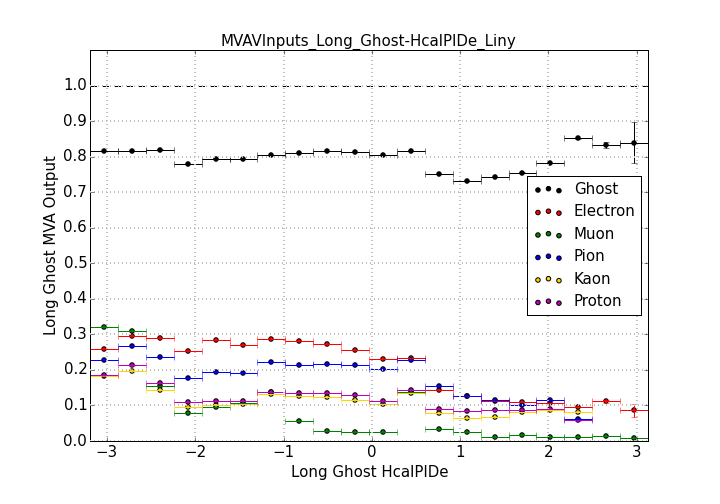 MVAVInputs_Long_Ghost-HcalPIDe_Liny
Long Ghost MVA Output
1.0
0.9
0.8
0.7
0.6
0.5
0.4
0.3
0.2
0.1
0.0
Ghost
Electron
Muon
Pion
Kaon
Proton
−3 −2 −1 0 1 2 3
Long Ghost HcalPIDe